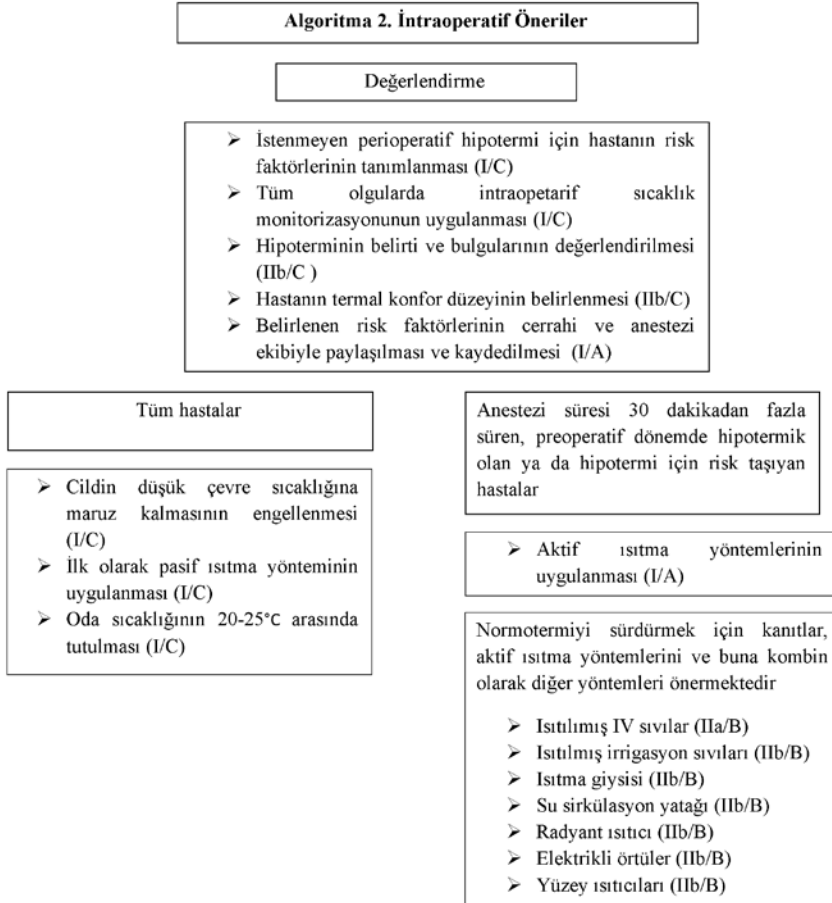 Algoritma 2. İntraoperatif Öneriler
Değerlendirme
➢ İstenmeyen perioperatif hipotermi için hastanın risk
faktörlerinin tanımlanması (I/C)
➢ Tüm olgularda intraopetarif sıcaklık
monitorizasyonunun uygulanması (I/C)
➢ Hipoterminin belirti ve bulgularının değerlendirilmesi
(IIb/C )
➢ Hastanın termal konfor düzeyinin belirlenmesi (IIb/C)
➢ Belirlenen risk faktörlerinin cerrahi ve anestezi
ekibiyle paylaşılması ve kaydedilmesi (I/A)
Tüm hastalar
➢ Cildin düşük çevre sıcaklığına
maruz kalmasının engellenmesi
(I/C)
➢ İlk olarak pasif ısıtma yönteminin
uygulanması (I/C)
➢ Oda sıcaklığının 20-25°C arasında
tutulması (I/C)
Anestezi süresi 30 dakikadan fazla
süren, preoperatif dönemde hipotermik
olan ya da hipotermi için risk taşıyan
hastalar
➢ Aktif ısıtma yöntemlerinin
uygulanması (I/A)
Normotermiyi sürdürmek için kanıtlar,
aktif ısıtma yöntemlerini ve buna kombin
olarak diğer yöntemleri önermektedir
➢ Isıtılımış IV sıvılar (IIa/B)
➢ Isıtılmış irrigasyon sıvıları (IIb/B)
➢ Isıtma giysisi (IIb/B)
➢ Su sirkülasyon yatağı (IIb/B)
➢ Radyant ısıtıcı (IIb/B)
➢ Elektrikli örtüler (IIb/B)
➢ Yüzey ısıtıcıları (IIb/B)